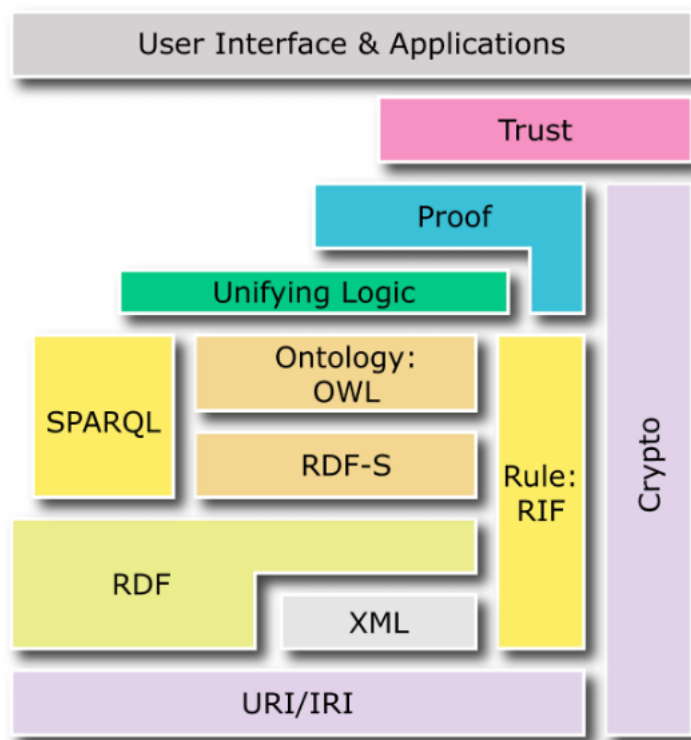 User Interface & Applications
Trust
Proof
Unifying Logic
Ontology:
OWL
SPARQL
RDF-S
Rule:
RIF
Crypto
RDF
XML
URI/IRI